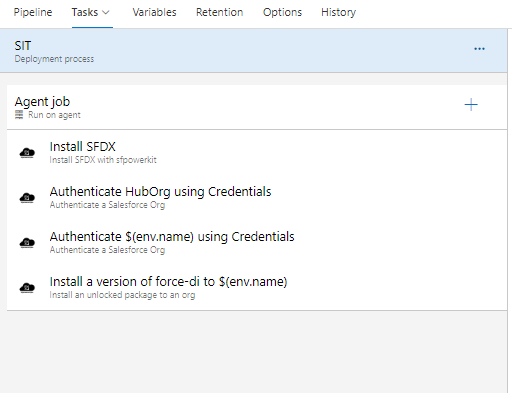 Pipeline Tasks Variables Retention Options History
SIT
Deployment process
...
Agent job
Run on agent
Install SFDX
Install SFDX with sfpowerkit
Authenticate HubOrg using Credentials
Authenticate a Salesforce Org
Authenticate $(env.name) using Credentials
Authenticate a Salesforce Org
Install a version of force-di to $(env.name)
Install an unlocked package to an org